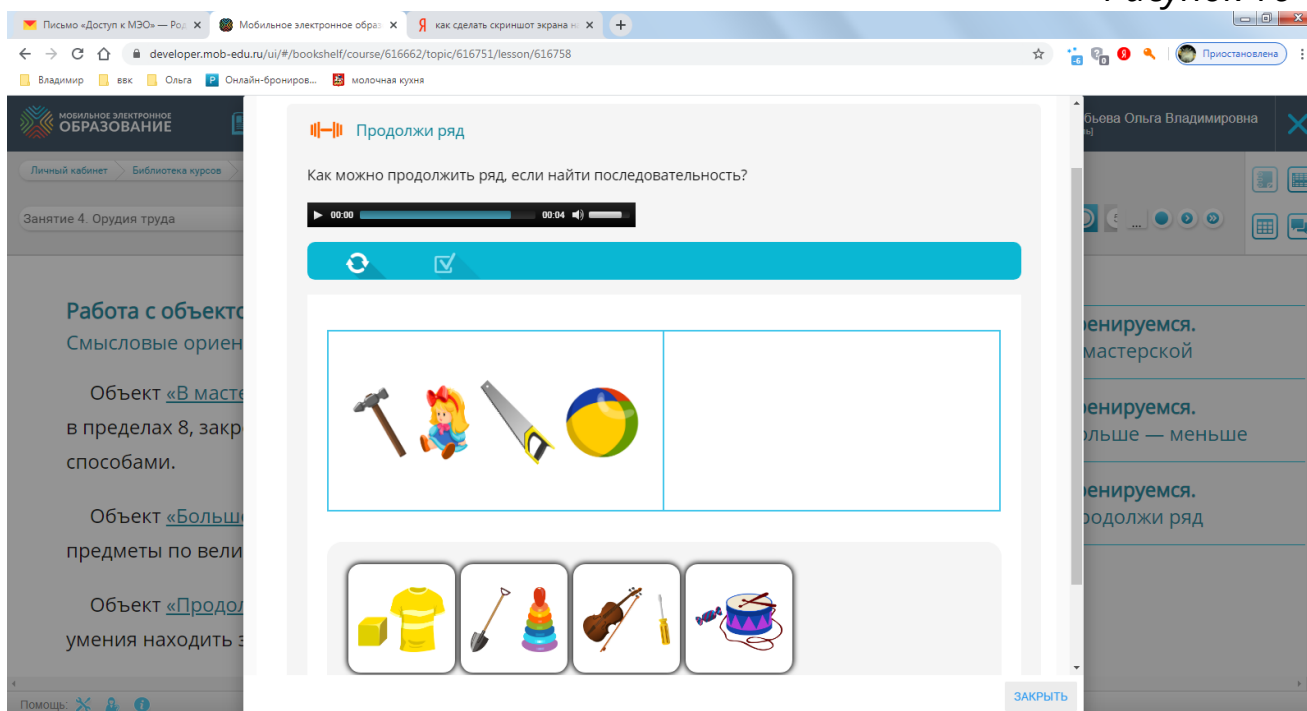 Письмо «Доступ к МЭО» — Ро
Мобильное электронное обра
как сделать скриншот экрана н
developer.mob-edu.ru/ui/#/bookshelf/course/616662/topic/616751/lesson/616758
Приостановлена
Владимир ввк Ольга Онлайн-брониров... молочная кухня
МОБИЛЬНОЕ ЭЛЕКТРОННОЕ
ОБРАЗОВАНИЕ
бьева Ольга Владимировна
Личный кабинет Библиотека курсов
Занятие 4. Орудия труда
Продолжи ряд
Как можно продолжить ряд, если найти последовательность?
00:00 00:04
Работа с объекто
Смысловые ориен
Объект «В масте
в пределах 8, закр
способами.
Объект «Больш
предметы по вели
Объект «Продол
умения находить з
ренируемся.
мастерской
ренируемся.
ольше — меньше
ренируемся.
родолжи ряд
ЗАКРЫТЬ
Помощь: